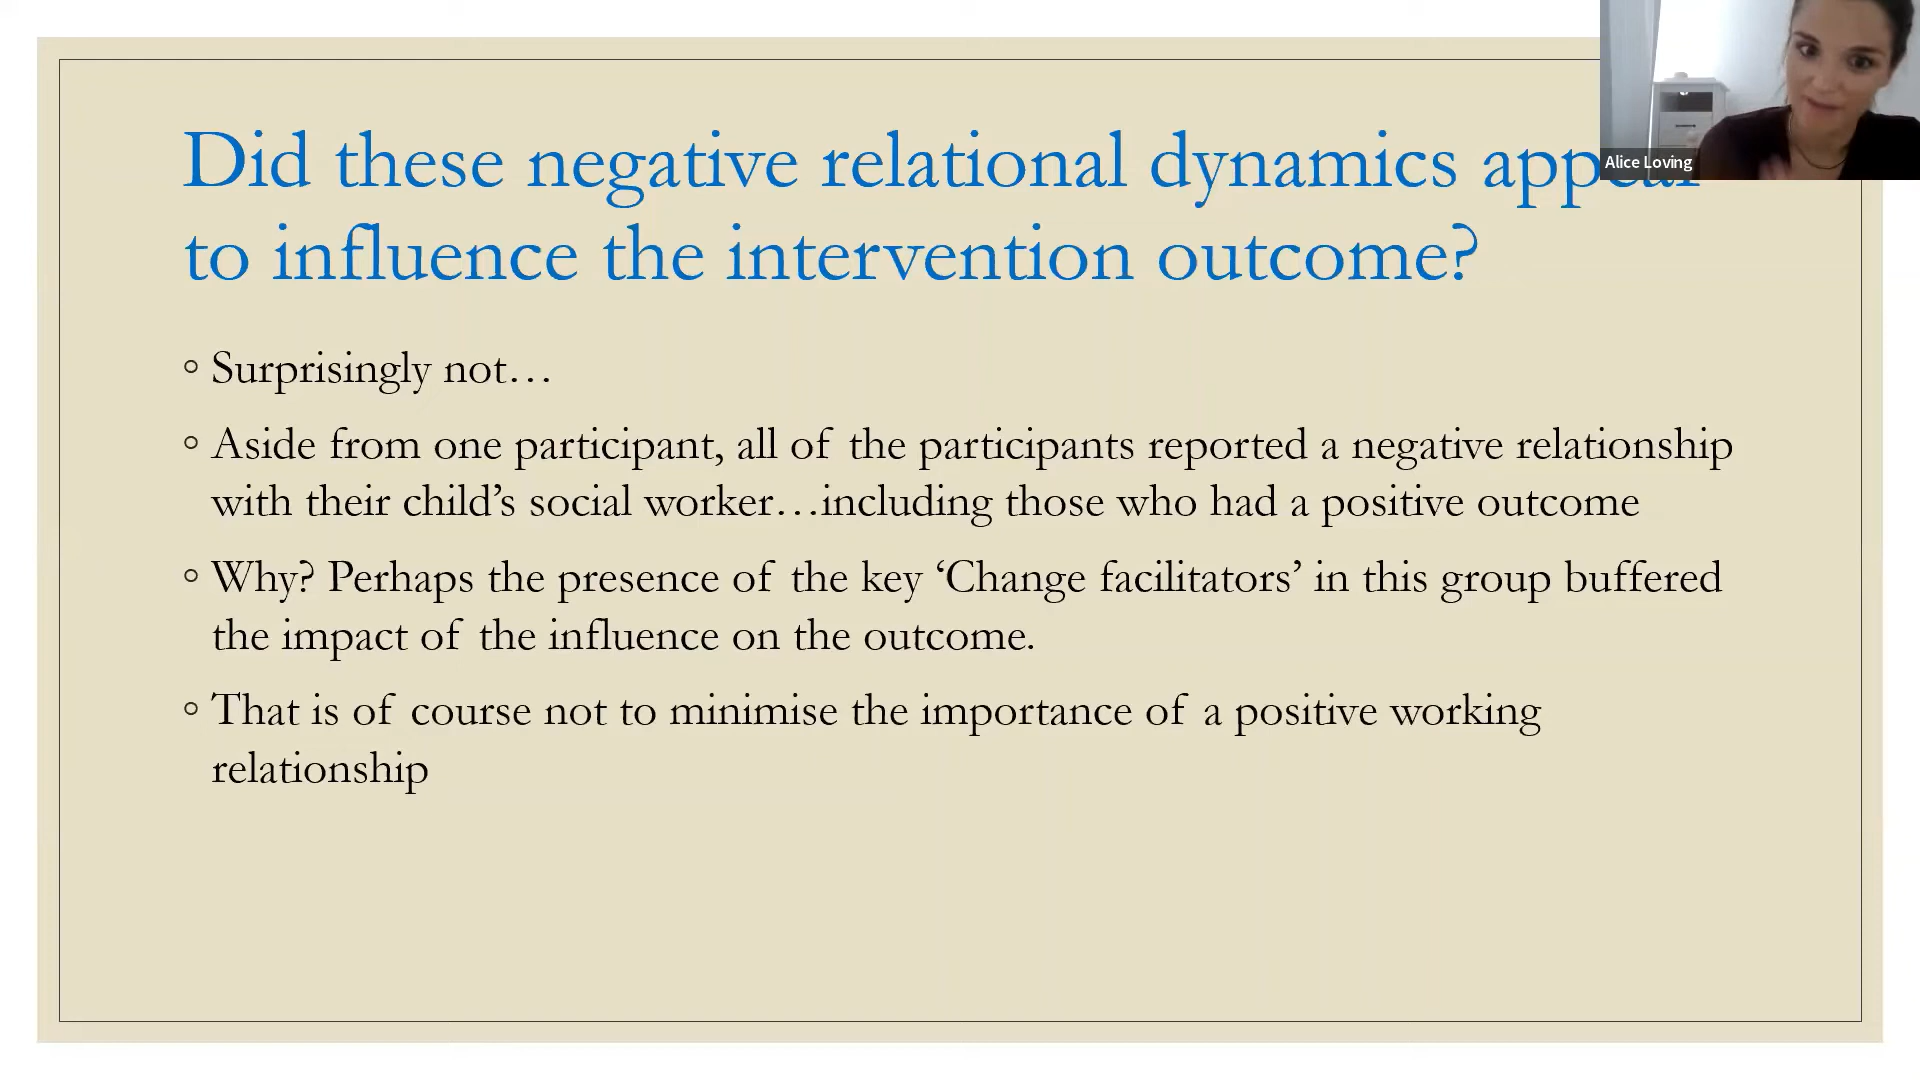 Did these negative relational dynamics appear
to influence the intervention outcome?
Alice Loving
◦ Surprisingly not…
◦ Aside from one participant, all of the participants reported a negative relationship
with their child’s social worker…including those who had a positive outcome
◦ Why? Perhaps the presence of the key ‘Change facilitators’ in this group buffered
the impact of the influence on the outcome.
◦ That is of course not to minimise the importance of a positive working
relationship